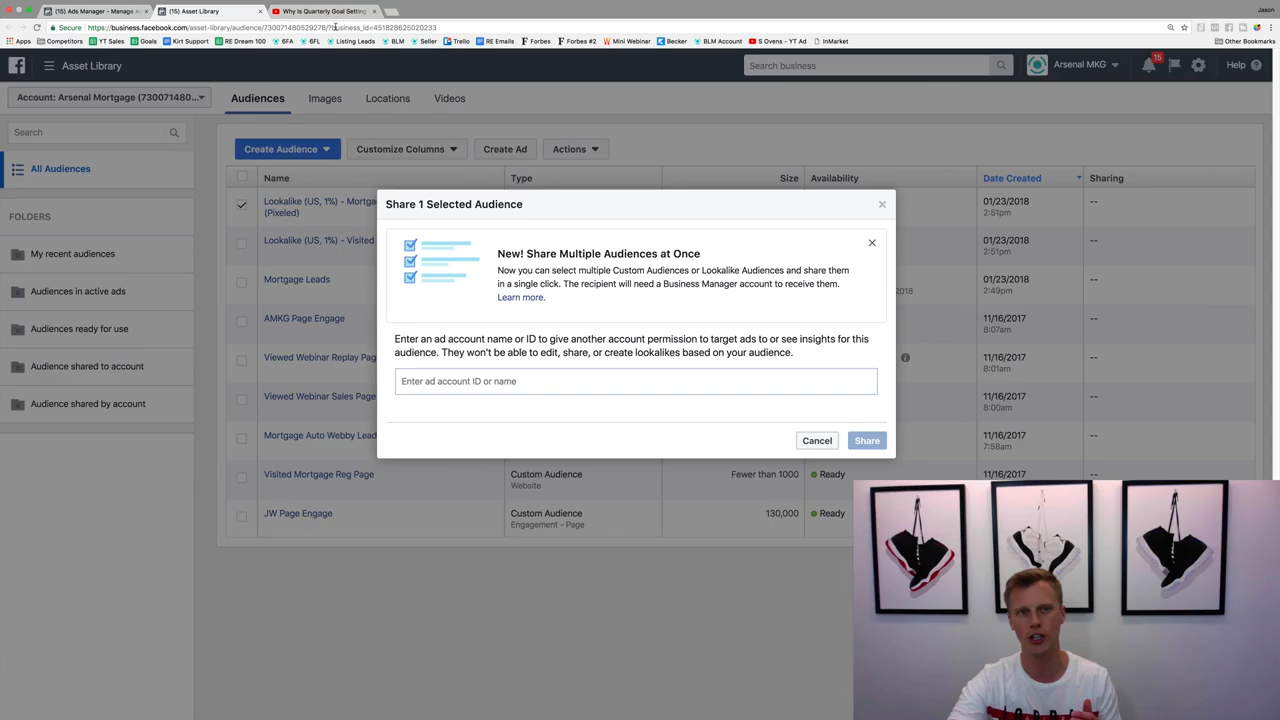 Jason
(15) Ads Manager - Manage A
(15) Asset Library
Why Is Quarterly Goal Setting
Secure
https://business.facebook.com/asset-library/audience/730071480529278/?business_id=451828625020233
Apps
Competitors
YT Sales
Goals
Kirt Support
RE Dream 100
6FA
6FL
Listing Leads
BLM
Seller
Trello
RE Emails
Forbes
Forbes #2
Mini Webinar
Becker
BLM Account
S Ovens - YT Ad
InMarket
Other Bookmarks
Asset Library
Search business
Arsenal MKG
15
Help
Account: Arsenal Mortgage (730071480...
Audiences
Images
Locations
Videos
Search
All Audiences
FOLDERS
My recent audiences
Audiences in active ads
Audiences ready for use
Audience shared to account
Audience shared by account
Create Audience
Customize Columns
Create Ad
Actions
Name
Type
Size
Availability
Date Created
Sharing
Lookalike (US, 1%) - Mortga
(Pixeled)
01/23/2018
2:51pm
--
Lookalike (US, 1%) - Visited
01/23/2018
2:51pm
--
Mortgage Leads
2018
01/23/2018
2:49pm
--
AMKG Page Engage
11/16/2017
8:07am
--
Viewed Webinar Replay Pag
11/16/2017
8:01am
--
Viewed Webinar Sales Page
11/16/2017
8:00am
--
Mortgage Auto Webby Lead
11/16/2017
7:58am
--
Visited Mortgage Reg Page
Custom Audience
Website
Fewer than 1000
Ready
11/16/2017
--
JW Page Engage
Custom Audience
Engagement - Page
130,000
Ready
Share 1 Selected Audience
New! Share Multiple Audiences at Once
Now you can select multiple Custom Audiences or Lookalike Audiences and share them
in a single click. The recipient will need a Business Manager account to receive them.
Learn more.
Enter an ad account name or ID to give another account permission to target ads to or see insights for this
audience. They won't be able to edit, share, or create lookalikes based on your audience.
Enter ad account ID or name
Cancel
Share